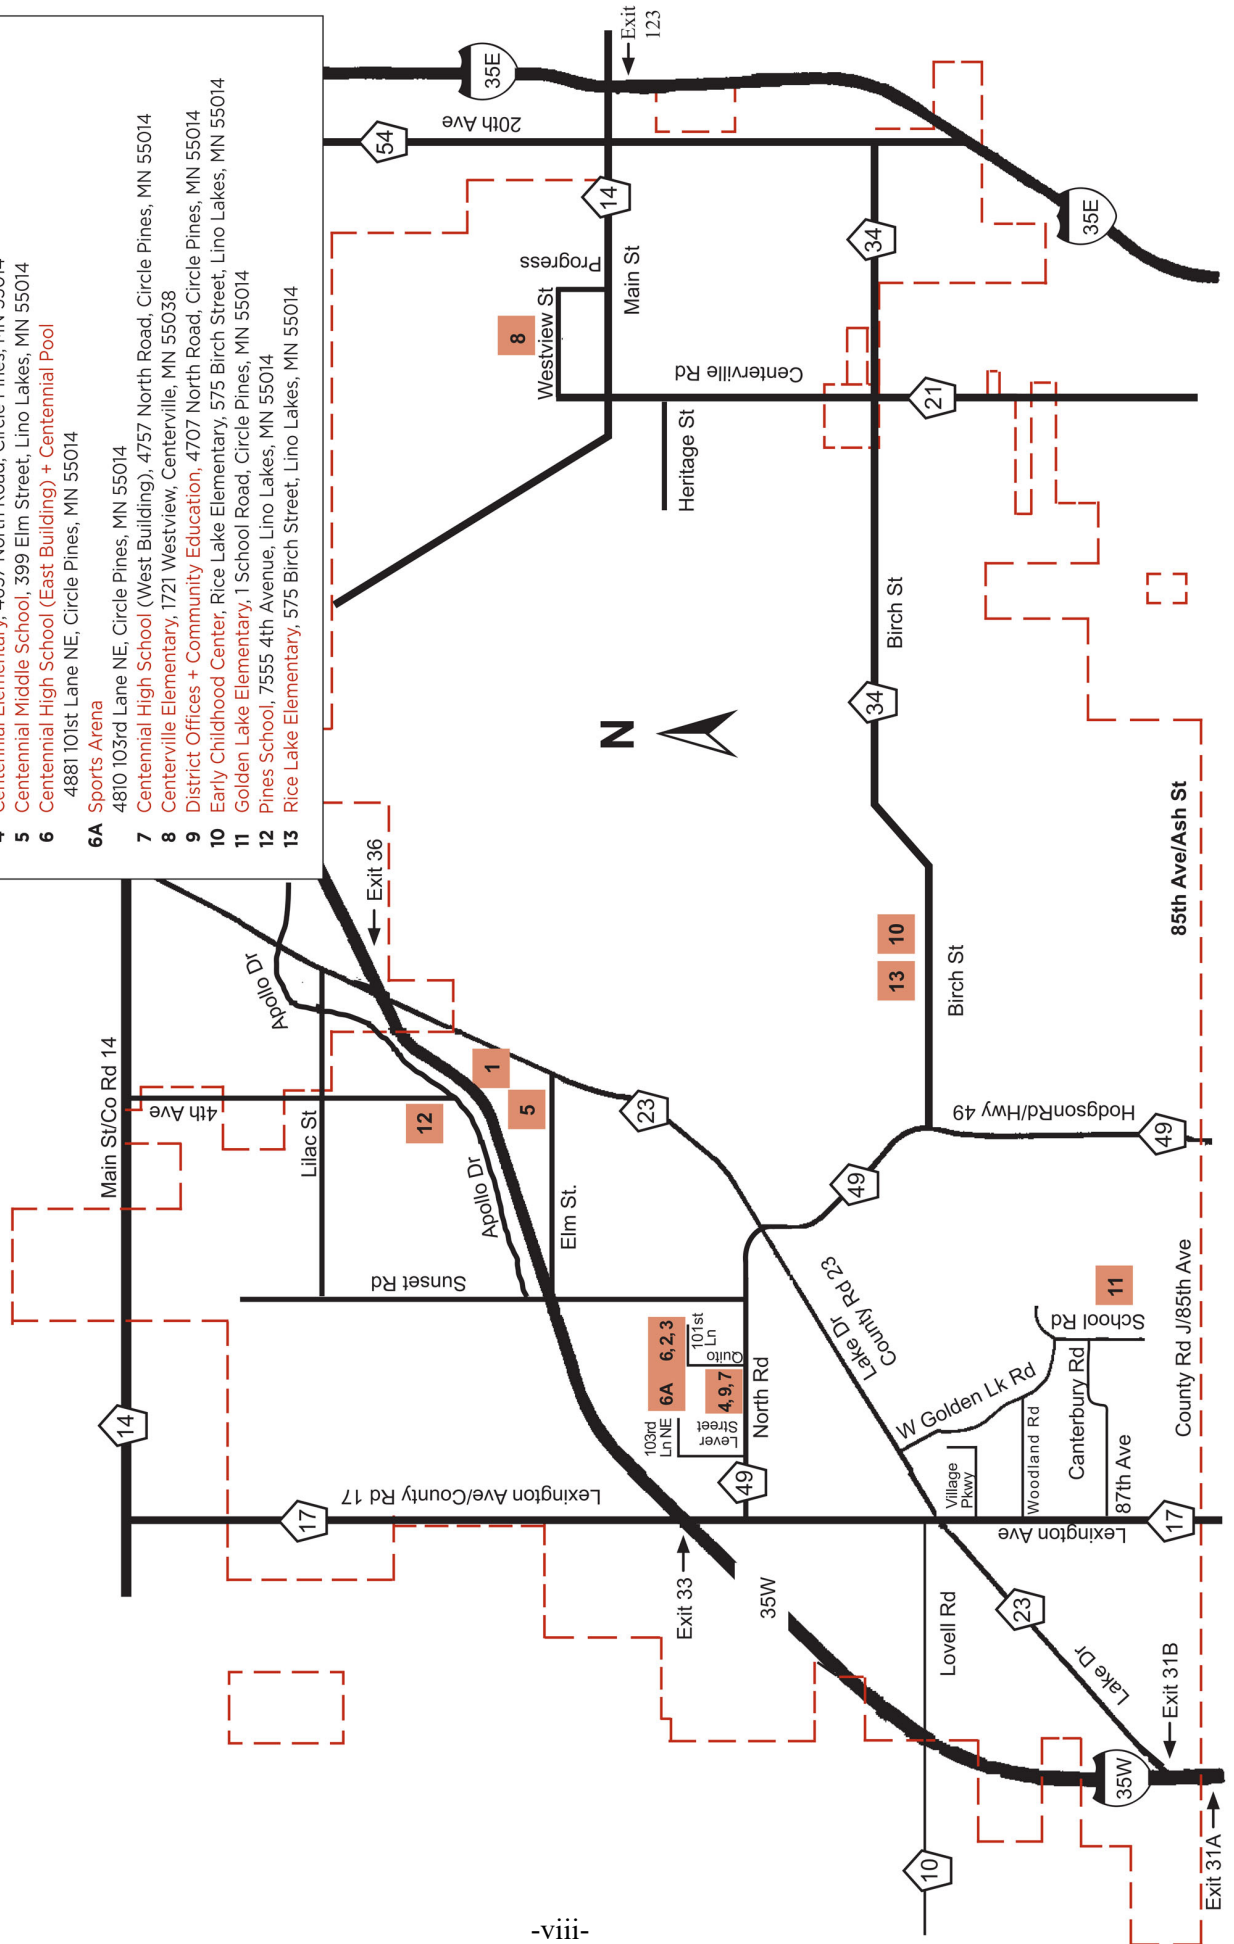 5 Centennial Middle School, 399 Elm Street, Lino Lakes, MN 55014
6 Centennial High School (East Building) + Centennial Pool
4881 101st Lane NE, Circle Pines, MN 55014
6A Sports Arena
4810 103rd Lane NE, Circle Pines, MN 55014
7 Centennial High School (West Building), 4757 North Road, Circle Pines, MN 55014
8 Centerville Elementary, 1721 Westview, Centerville, MN 55038
9 District Offices + Community Education, 4707 North Road, Circle Pines, MN 55014
10 Early Childhood Center, Rice Lake Elementary, 575 Birch Street, Lino Lakes, MN 55014
11 Golden Lake Elementary, 1 School Road, Circle Pines, MN 55014
12 Pines School, 7555 4th Avenue, Lino Lakes, MN 55014
13 Rice Lake Elementary, 575 Birch Street, Lino Lakes, MN 55014
Main St/Co Rd 14
14
4th Ave
Lilac St
Apollo Dr
Exit 36
12
1
5
Apollo Dr
Elm St.
Sunset Rd
23
17
Lexington Ave/County Rd 17
Exit 33
35W
103rd
Ln NE
Lever
Street
6A
6, 2, 3
4, 9, 7
101st
Ln
Quito
North Rd
49
49
Lake Dr
County Rd 23
W Golden Lk Rd
Village
Pkwy
Woodland Rd
Canterbury Rd
87th Ave
School Rd
11
Lexington Ave
17
County Rd J/85th Ave
Lovell Rd
10
23
Lake Dr
Exit 31B
35W
Exit 31A
HodgsonRd/Hwy 49
49
13
10
Birch St
85th Ave/Ash St
N
34
Birch St
34
Heritage St
Centerville Rd
21
8
Westview St
Progress
Main St
14
20th Ave
54
35E
Exit
123
35E
-viii-